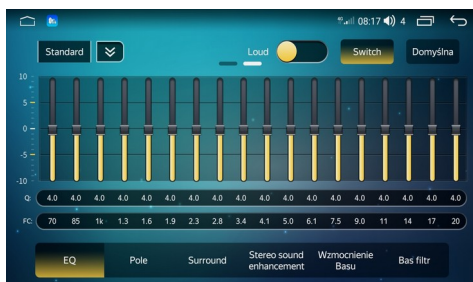 08:17 4
Standard Loud Switch Domyślna
10
5
0
-5
-10
Q: 4.0 4.0 4.0 4.0 4.0 4.0 4.0 4.0 4.0 4.0 4.0 4.0 4.0 4.0 4.0 4.0 4.0 4.0
FC: 70 85 1k 1.3 1.6 1.9 2.3 2.8 3.4 4.1 5.0 6.1 7.5 9.0 11 14 17 20
EQ Pole Surround Stereo sound enhancement Wzmocnienie Basu Bas filtr